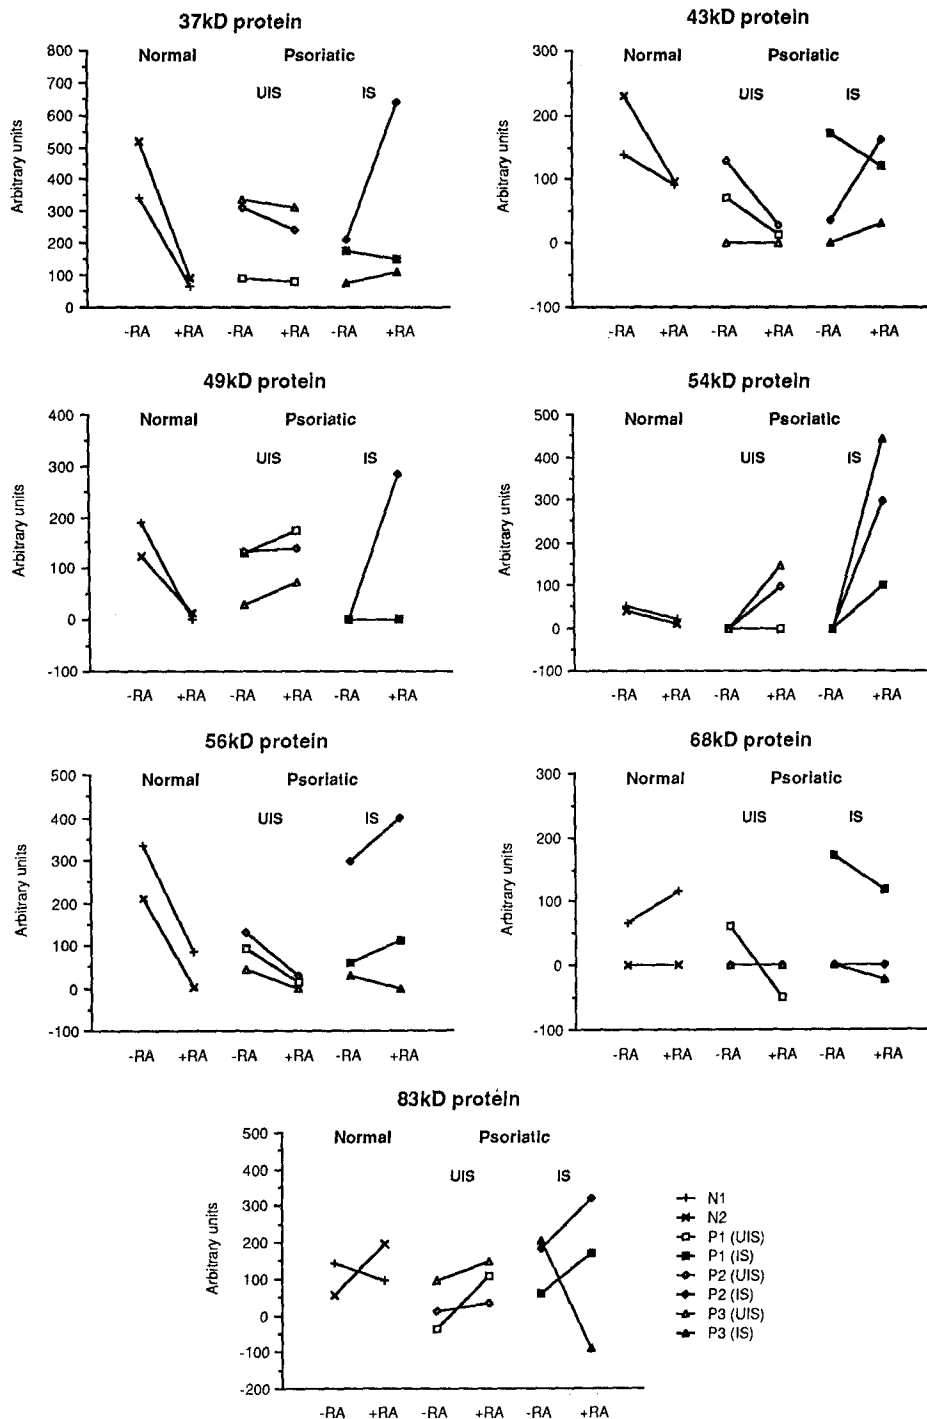 37kD protein
Normal Psoriatic
UIS IS
800
700
600
500
400
300
200
100
0
Arbitrary units
-RA +RA -RA +RA -RA +RA
43kD protein
Normal Psoriatic
UIS IS
300
200
100
0
-100
Arbitrary units
-RA +RA -RA +RA -RA +RA
49kD protein
Normal Psoriatic
UIS IS
400
300
200
100
0
-100
Arbitrary units
-RA +RA -RA +RA -RA +RA
54kD protein
Normal Psoriatic
UIS IS
500
400
300
200
100
0
-100
Arbitrary units
-RA +RA -RA +RA -RA +RA
56kD protein
Normal Psoriatic
UIS IS
500
400
300
200
100
0
-100
Arbitrary units
-RA +RA -RA +RA -RA +RA
68kD protein
Normal Psoriatic
UIS IS
300
200
100
0
-100
Arbitrary units
-RA +RA -RA +RA -RA +RA
83kD protein
Normal Psoriatic
UIS IS
500
400
300
200
100
0
-100
-200
Arbitrary units
-RA +RA -RA +RA -RA +RA
N1
N2
P1 (UIS)
P1 (IS)
P2 (UIS)
P2 (IS)
P3 (UIS)
P3 (IS)